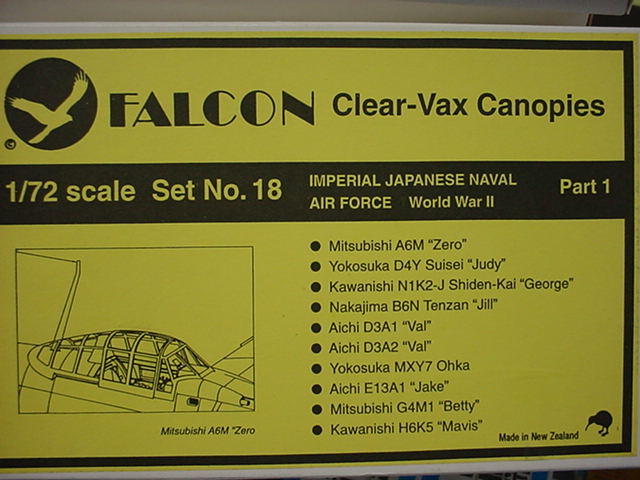 FALCON Clear-Vax Canopies
©
1/72 scale Set No. 18
IMPERIAL JAPANESE NAVAL
AIR FORCE World War II
Part 1
● Mitsubishi A6M “Zero”
● Yokosuka D4Y Suisei “Judy”
● Kawanishi N1K2-J Shiden-Kai “George”
● Nakajima B6N Tenzan “Jill”
● Aichi D3A1 “Val”
● Aichi D3A2 “Val”
● Yokosuka MXY7 Ohka
● Aichi E13A1 “Jake”
● Mitsubishi G4M1 “Betty”
● Kawanishi H6K5 “Mavis”
Mitsubishi A6M “Zero
Made in New Zealand